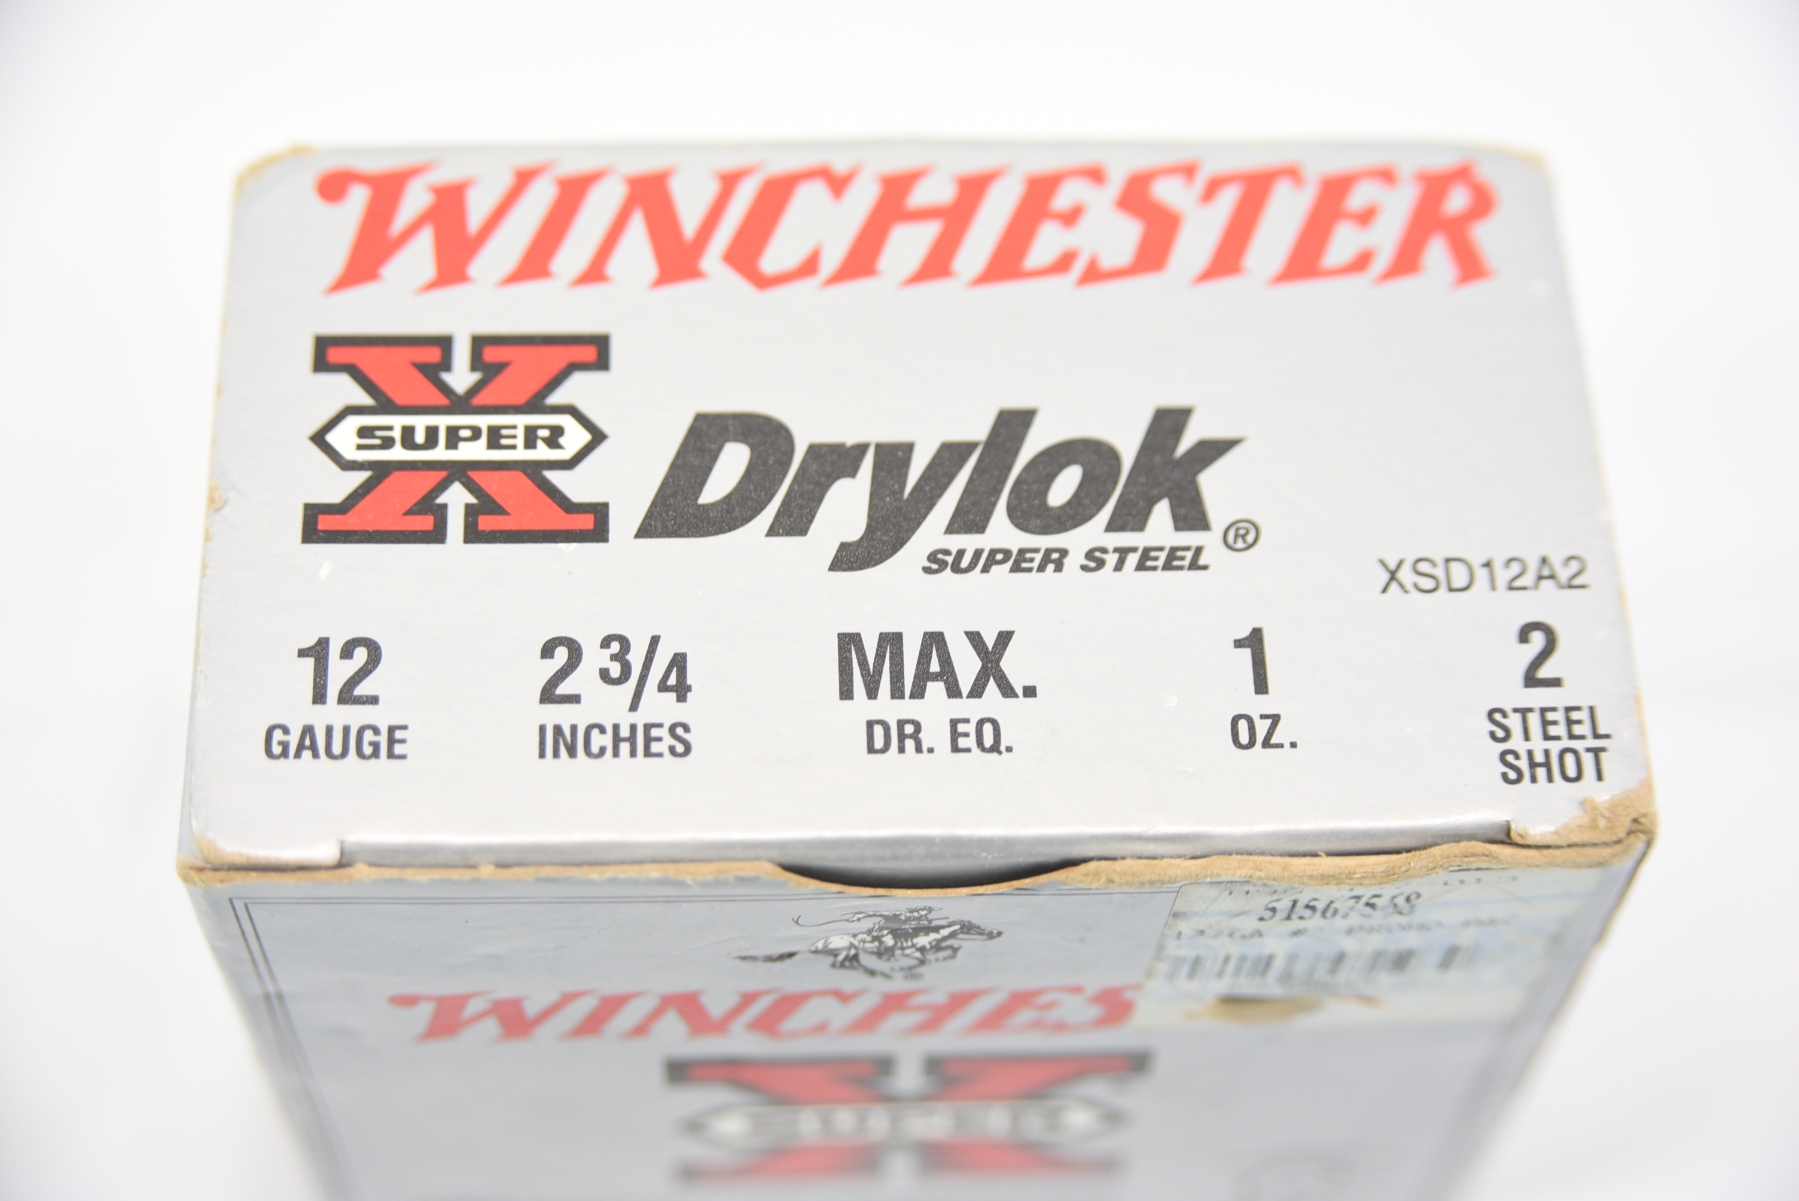 WINCHESTER
SUPER X
Drylok
SUPER STEEL ®
XSD12A2
12 2 3/4 MAX. 1 2
GAUGE INCHES DR. EQ. OZ. STEEL
SHOT
WINCHES
SUPER